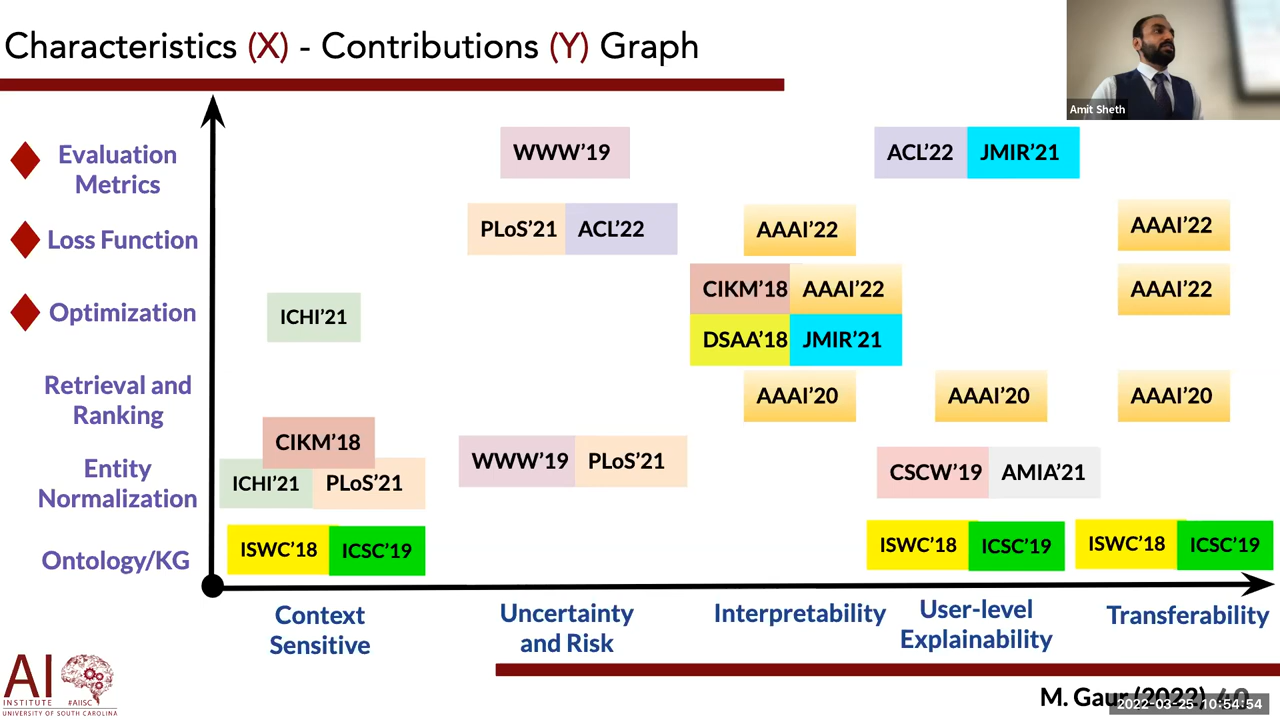 Characteristics (X) - Contributions (Y) Graph
Amit Sheth
Evaluation
Metrics
WWW'19
ACL'22 JMIR'21
Loss Function
PLoS'21 ACL'22
AAAI'22
AAAI'22
Optimization
ICHI'21
CIKM'18 AAAI'22
DSAA'18 JMIR'21
AAAI'22
Retrieval and
Ranking
AAAI'20
AAAI'20
AAAI'20
Entity
Normalization
CIKM'18
ICHI'21 PLoS'21
WWW'19 PLoS'21
CSCW'19 AMIA'21
Ontology/KG
ISWC'18 ICSC'19
ISWC'18 ICSC'19
ISWC'18 ICSC'19
Context
Sensitive
Uncertainty
and Risk
Interpretability
User-level
Explainability
Transferability
AI
INSTITUTE #AIISC
UNIVERSITY OF SOUTH CAROLINA
M. Gaur (2022) 40
2022-03-25 10:54:54